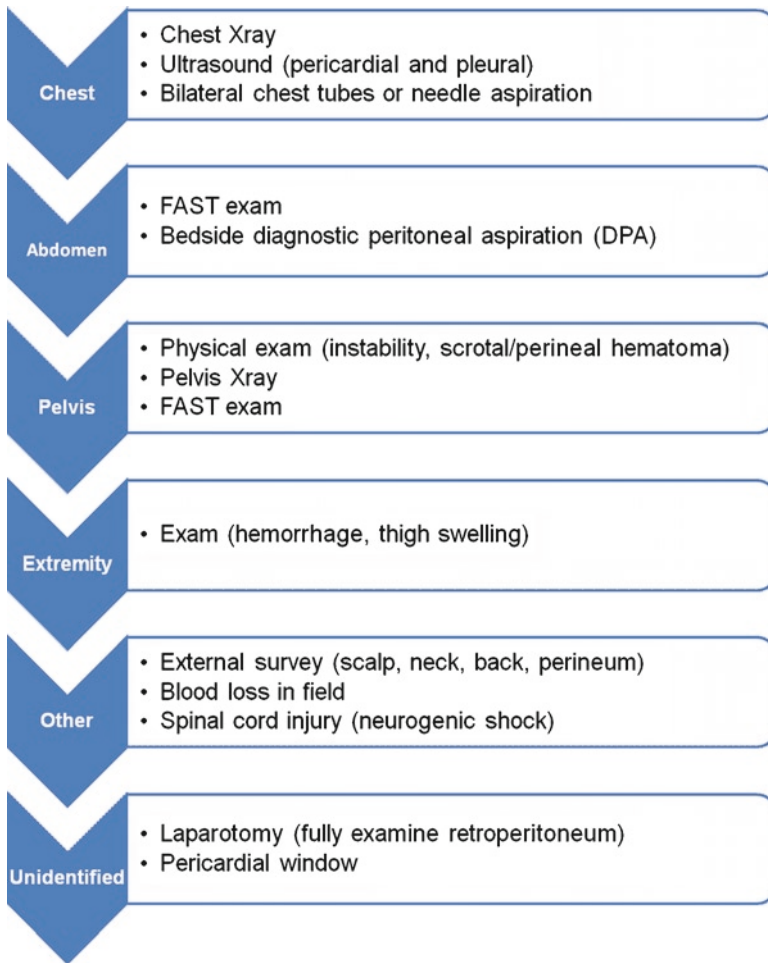 Chest
• Chest Xray
• Ultrasound (pericardial and pleural)
• Bilateral chest tubes or needle aspiration
Abdomen
• FAST exam
• Bedside diagnostic peritoneal aspiration (DPA)
Pelvis
• Physical exam (instability, scrotal/perineal hematoma)
• Pelvis Xray
• FAST exam
Extremity
• Exam (hemorrhage, thigh swelling)
Other
• External survey (scalp, neck, back, perineum)
• Blood loss in field
• Spinal cord injury (neurogenic shock)
Unidentified
• Laparotomy (fully examine retroperitoneum)
• Pericardial window